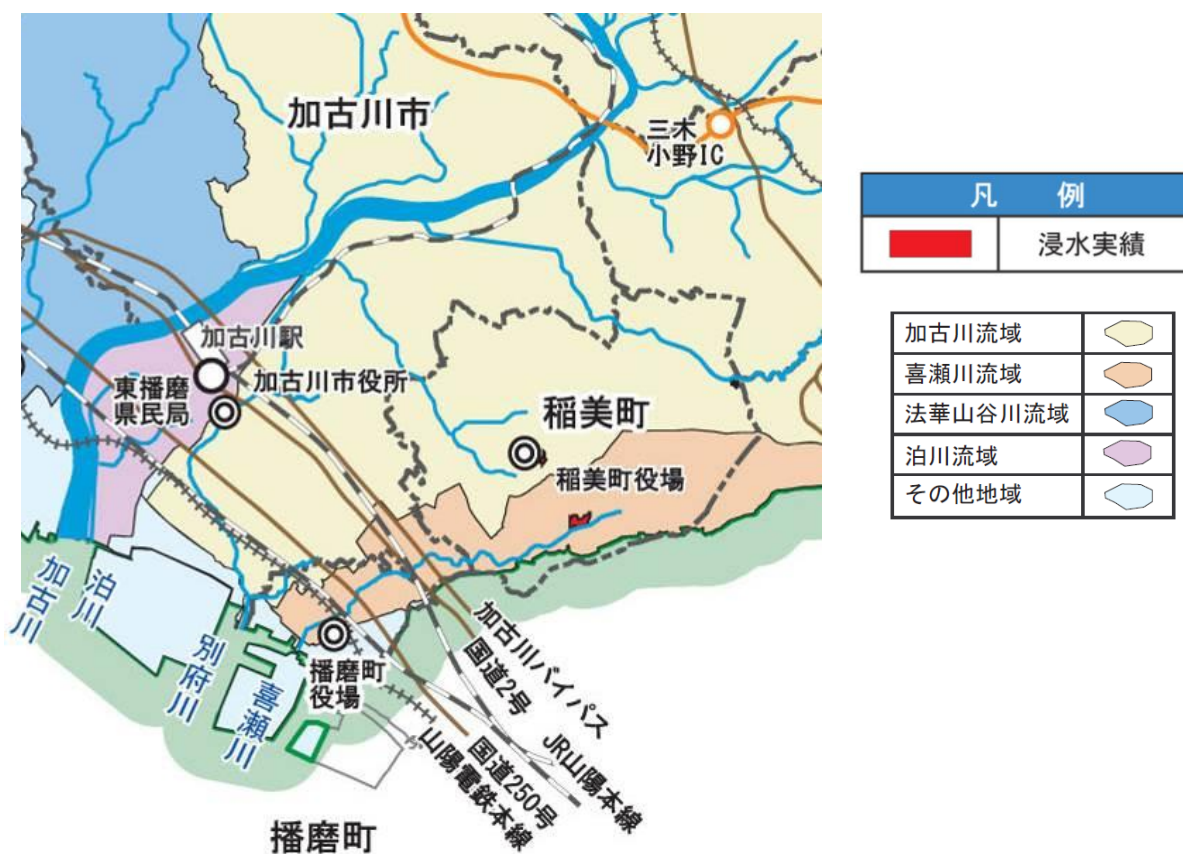 加古川市
三木
小野IC
加古川駅
東播磨
県民局
加古川市役所
稲美町
稲美町役場
加古川
泊川
別府川
喜瀬川
播磨町
役場
加古川バイパス
国道2号
JR山陽本線
国道250号
山陽電鉄本線
播磨町
凡 例
浸水実績
加古川流域
喜瀬川流域
法華山谷川流域
泊川流域
その他地域